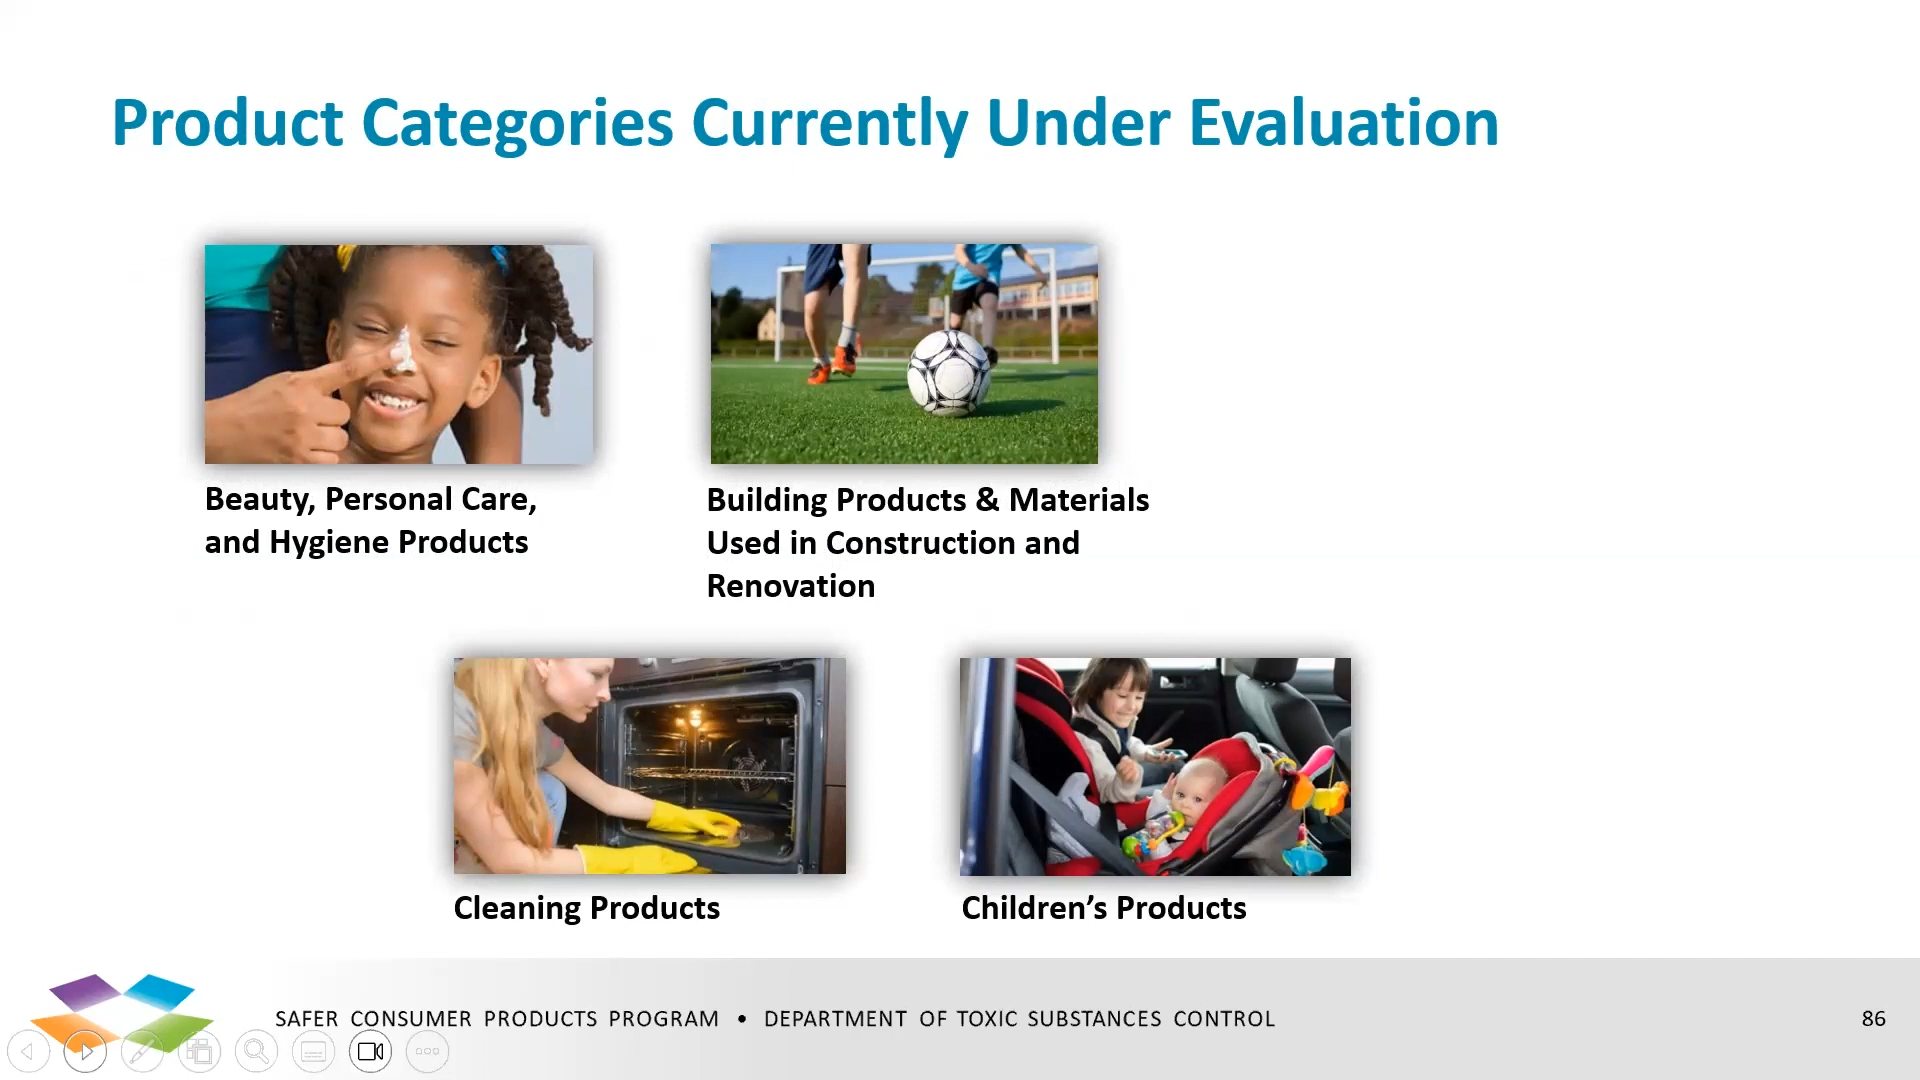 Product Categories Currently Under Evaluation
Beauty, Personal Care,
and Hygiene Products
Building Products & Materials
Used in Construction and
Renovation
Cleaning Products
Children’s Products
SAFER CONSUMER PRODUCTS PROGRAM • DEPARTMENT OF TOXIC SUBSTANCES CONTROL
86